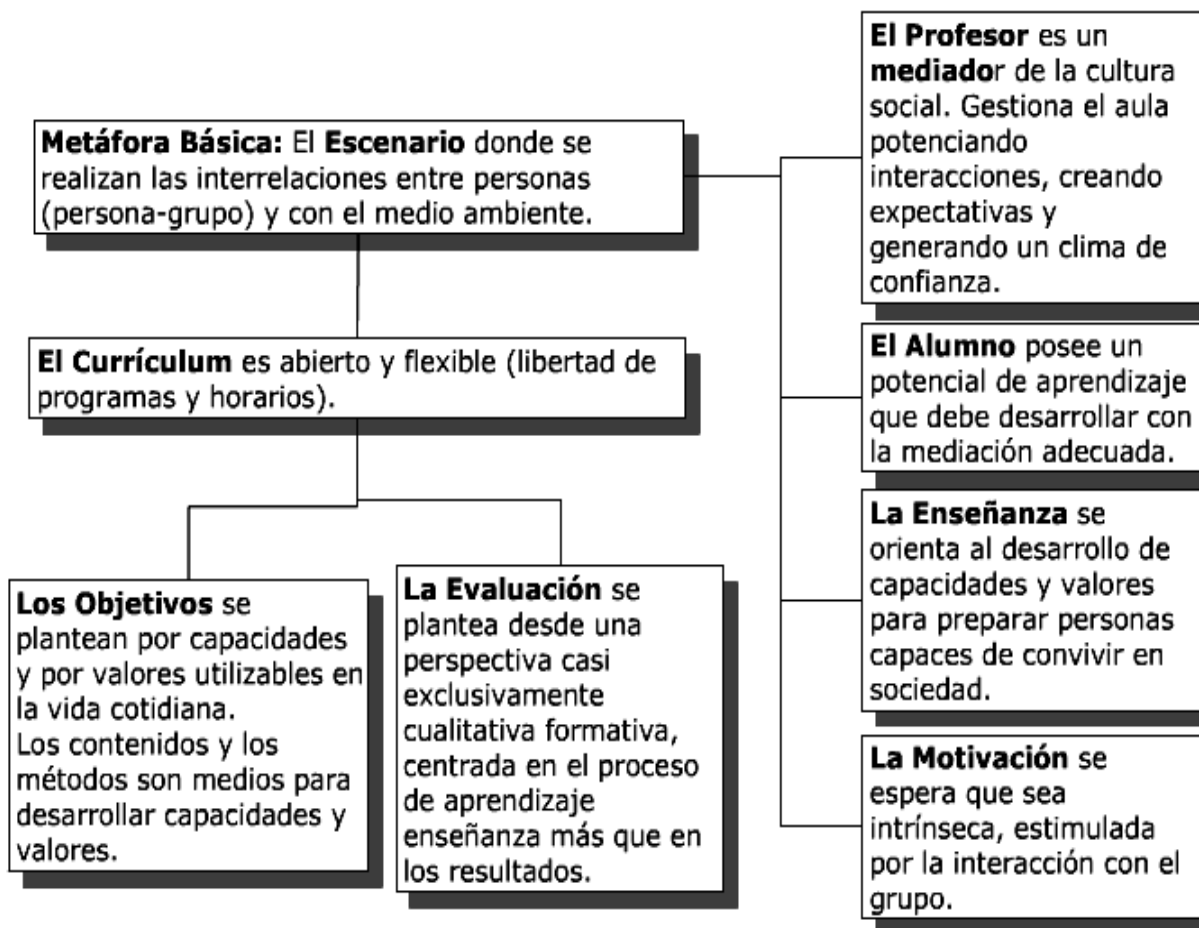 Metáfora Básica: El Escenario donde se
realizan las interrelaciones entre personas
(persona-grupo) y con el medio ambiente.
El Currículum es abierto y flexible (libertad de
programas y horarios).
Los Objetivos se
plantean por capacidades
y por valores utilizables en
la vida cotidiana.
Los contenidos y los
métodos son medios para
desarrollar capacidades y
valores.
La Evaluación se
plantea desde una
perspectiva casi
exclusivamente
cualitativa formativa,
centrada en el proceso
de aprendizaje
enseñanza más que en
los resultados.
El Profesor es un
mediador de la cultura
social. Gestiona el aula
potenciando
interacciones, creando
expectativas y
generando un clima de
confianza.
El Alumno posee un
potencial de aprendizaje
que debe desarrollar con
la mediación adecuada.
La Enseñanza se
orienta al desarrollo de
capacidades y valores
para preparar personas
capaces de convivir en
sociedad.
La Motivación se
espera que sea
intrínseca, estimulada
por la interacción con el
grupo.